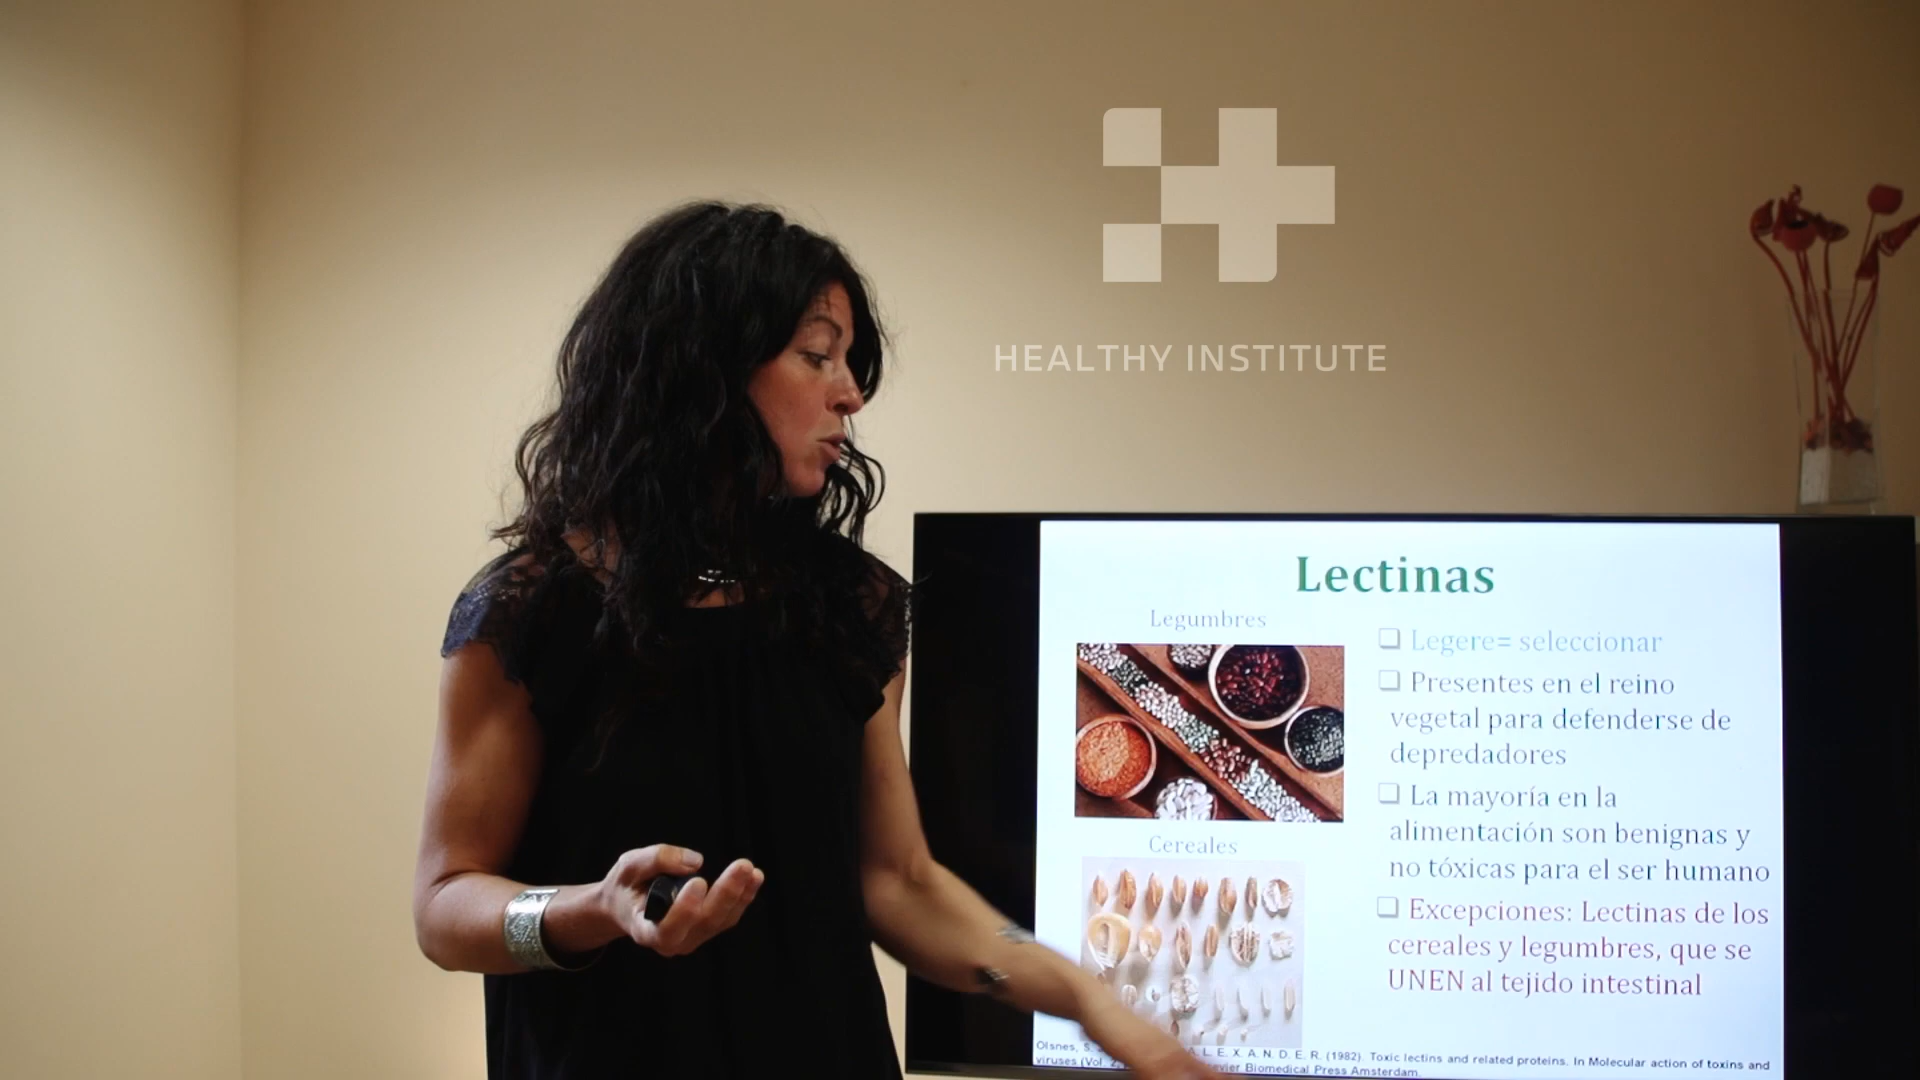 HEALTHY INSTITUTE
Lectinas
Legumbres
Cereales
Legere= seleccionar
Presentes en el reino
vegetal para defenderse de
depredadores
La mayoría en la
alimentación son benignas y
no tóxicas para el ser humano
Excepciones: Lectinas de los
cereales y legumbres, que se
UNEN al tejido intestinal
Olsnes, S. A. L. E. X. A. N. D. E. R. (1982). Toxic lectins and related proteins. In Molecular action of toxins and
viruses (Vol. Biomedical Press Amsterdam.